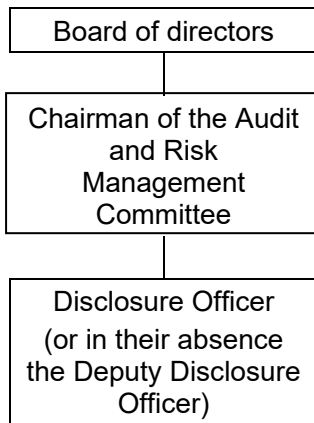 Board of directors
Chairman of the Audit
and Risk
Management
Committee
Disclosure Officer
(or in their absence
the Deputy Disclosure
Officer)